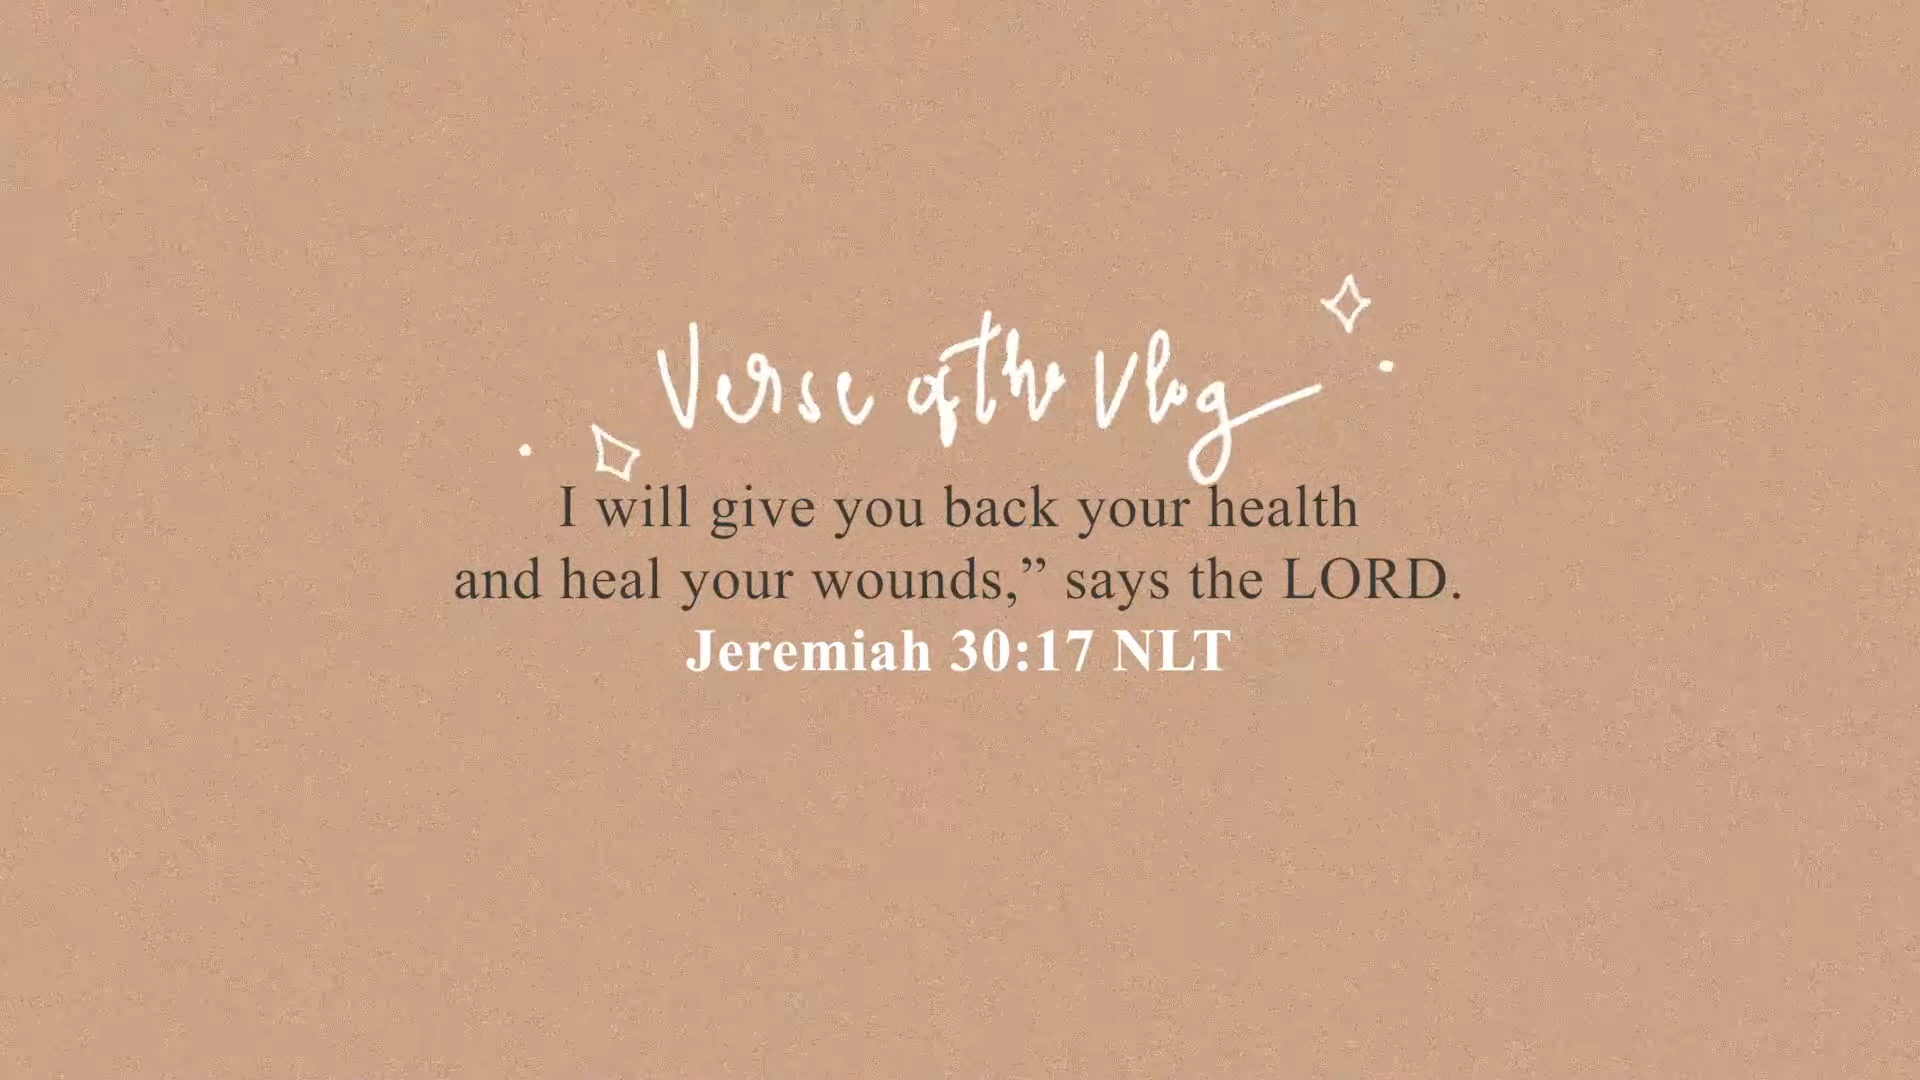 Verse of the Vlog
I will give you back your health
and heal your wounds,” says the LORD.
Jeremiah 30:17 NLT